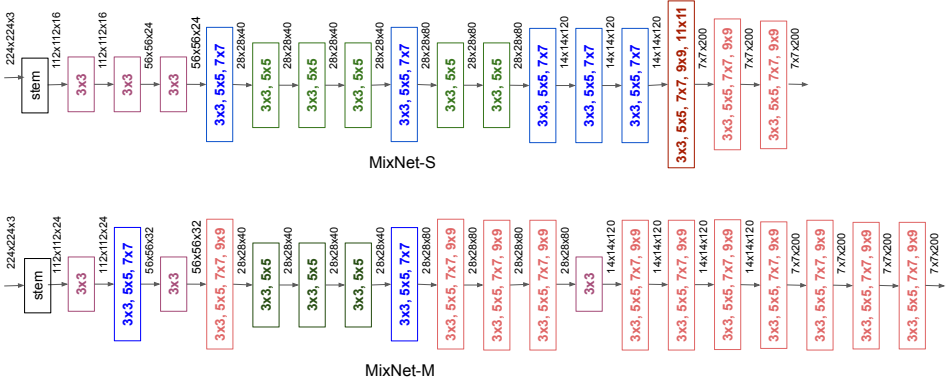 224x224x3
stem
112x112x16
3x3
112x112x16
3x3
56x56x24
3x3
56x56x24
3x3, 5x5, 7x7
28x28x40
3x3, 5x5
28x28x40
3x3, 5x5
28x28x40
3x3, 5x5
28x28x40
3x3, 5x5, 7x7
28x28x80
3x3, 5x5
28x28x80
3x3, 5x5
28x28x80
3x3, 5x5, 7x7
14x14x120
3x3, 5x5, 7x7
14x14x120
3x3, 5x5, 7x7
14x14x120
3x3, 5x5, 7x7, 9x9, 11x11
7x7x200
3x3, 5x5, 7x7, 9x9
7x7x200
3x3, 5x5, 7x7, 9x9
7x7x200
MixNet-S
224x224x3
stem
112x112x24
3x3
112x112x24
3x3, 5x5, 7x7
56x56x32
3x3
56x56x32
3x3, 5x5, 7x7, 9x9
28x28x40
3x3, 5x5
28x28x40
3x3, 5x5
28x28x40
3x3, 5x5
28x28x40
3x3, 5x5, 7x7
28x28x80
3x3, 5x5, 7x7, 9x9
28x28x80
3x3, 5x5, 7x7, 9x9
28x28x80
3x3, 5x5, 7x7, 9x9
28x28x80
3x3
14x14x120
3x3, 5x5, 7x7, 9x9
14x14x120
3x3, 5x5, 7x7, 9x9
14x14x120
3x3, 5x5, 7x7, 9x9
14x14x120
3x3, 5x5, 7x7, 9x9
7x7x200
3x3, 5x5, 7x7, 9x9
7x7x200
3x3, 5x5, 7x7, 9x9
7x7x200
3x3, 5x5, 7x7, 9x9
7x7x200
MixNet-M